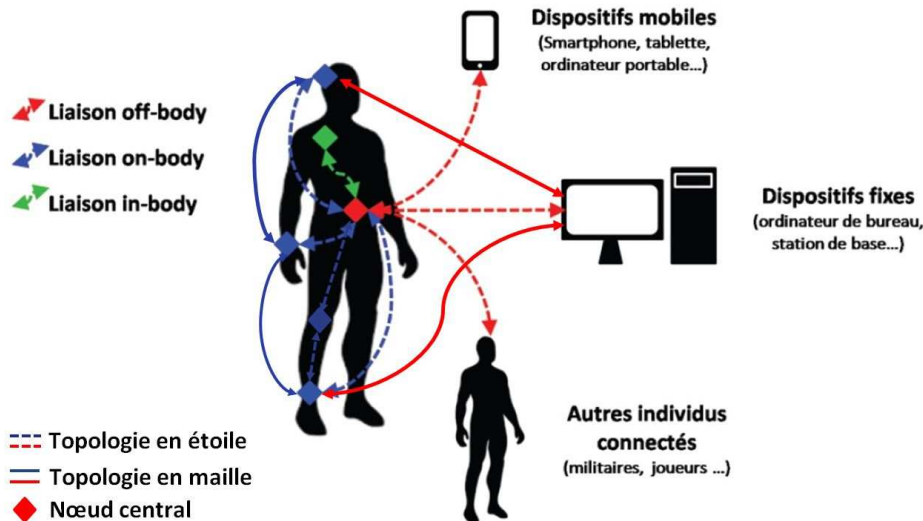 Dispositifs mobiles
(Smartphone, tablette,
ordinateur portable...)
Liaison off-body
Liaison on-body
Liaison in-body
Dispositifs fixes
(ordinateur de bureau,
station de base...)
Autres individus
connectés
(militaires, joueurs ...)
Topologie en étoile
Topologie en maille
Nœud central